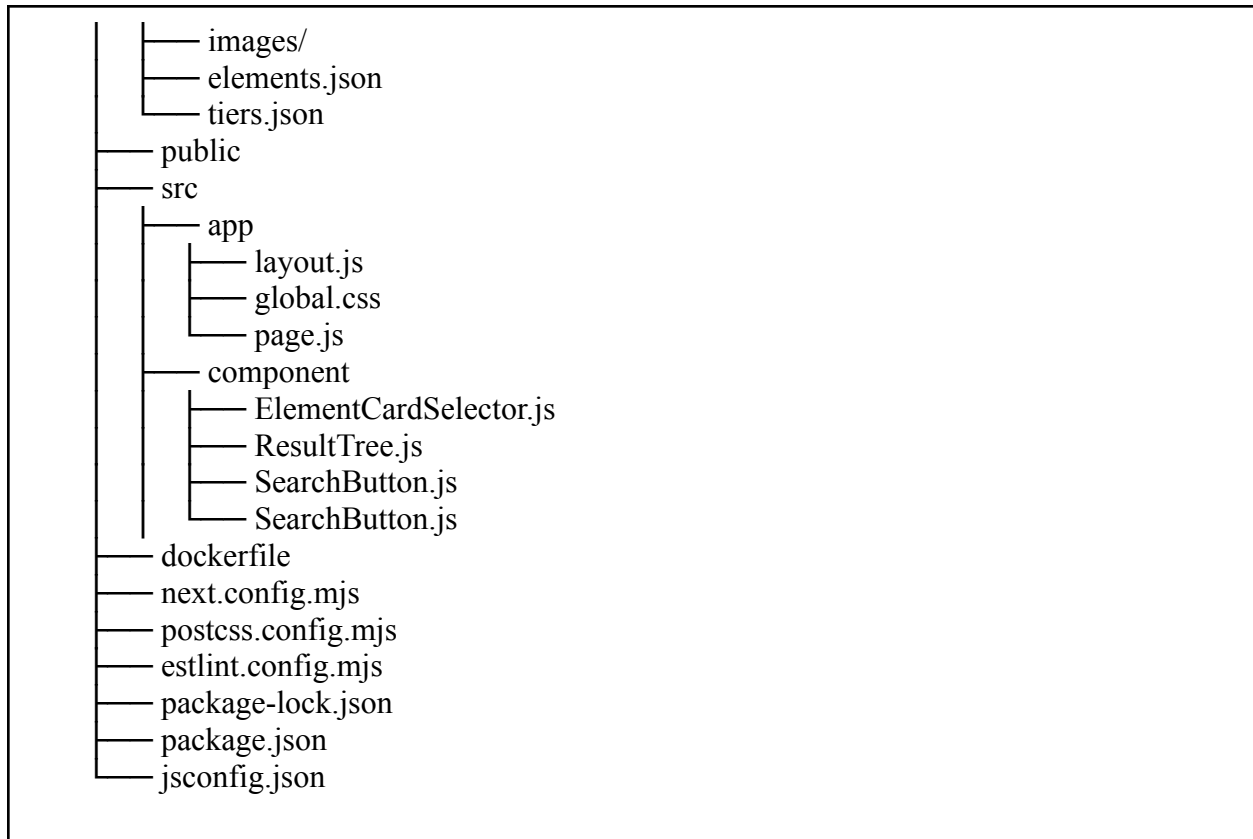 │   ├── images/
│   ├── elements.json
│   └── tiers.json
├── public
├── src
│   ├── app
│   │   ├── layout.js
│   │   ├── global.css
│   │   └── page.js
│   ├── component
│   │   ├── ElementCardSelector.js
│   │   ├── ResultTree.js
│   │   ├── SearchButton.js
│   │   └── SearchButton.js
├── dockerfile
├── next.config.mjs
├── postcss.config.mjs
├── estlint.config.mjs
├── package-lock.json
├── package.json
└── jsconfig.json